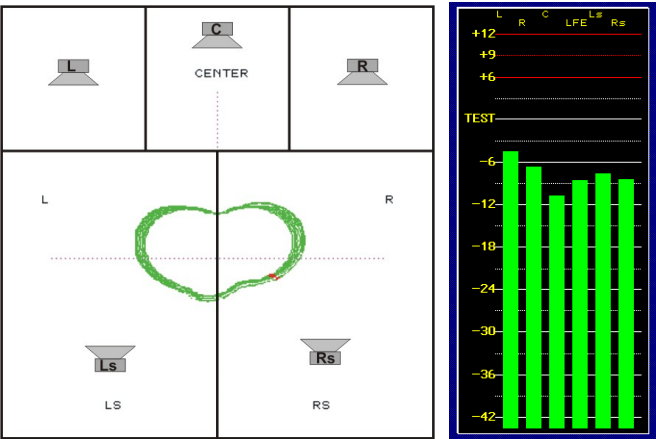 C
L
R
CENTER
L
R
Ls
Rs
LS
RS
L R C LFE Ls Rs
+12
+9
+6
TEST
-6
-12
-18
-24
-30
-36
-42